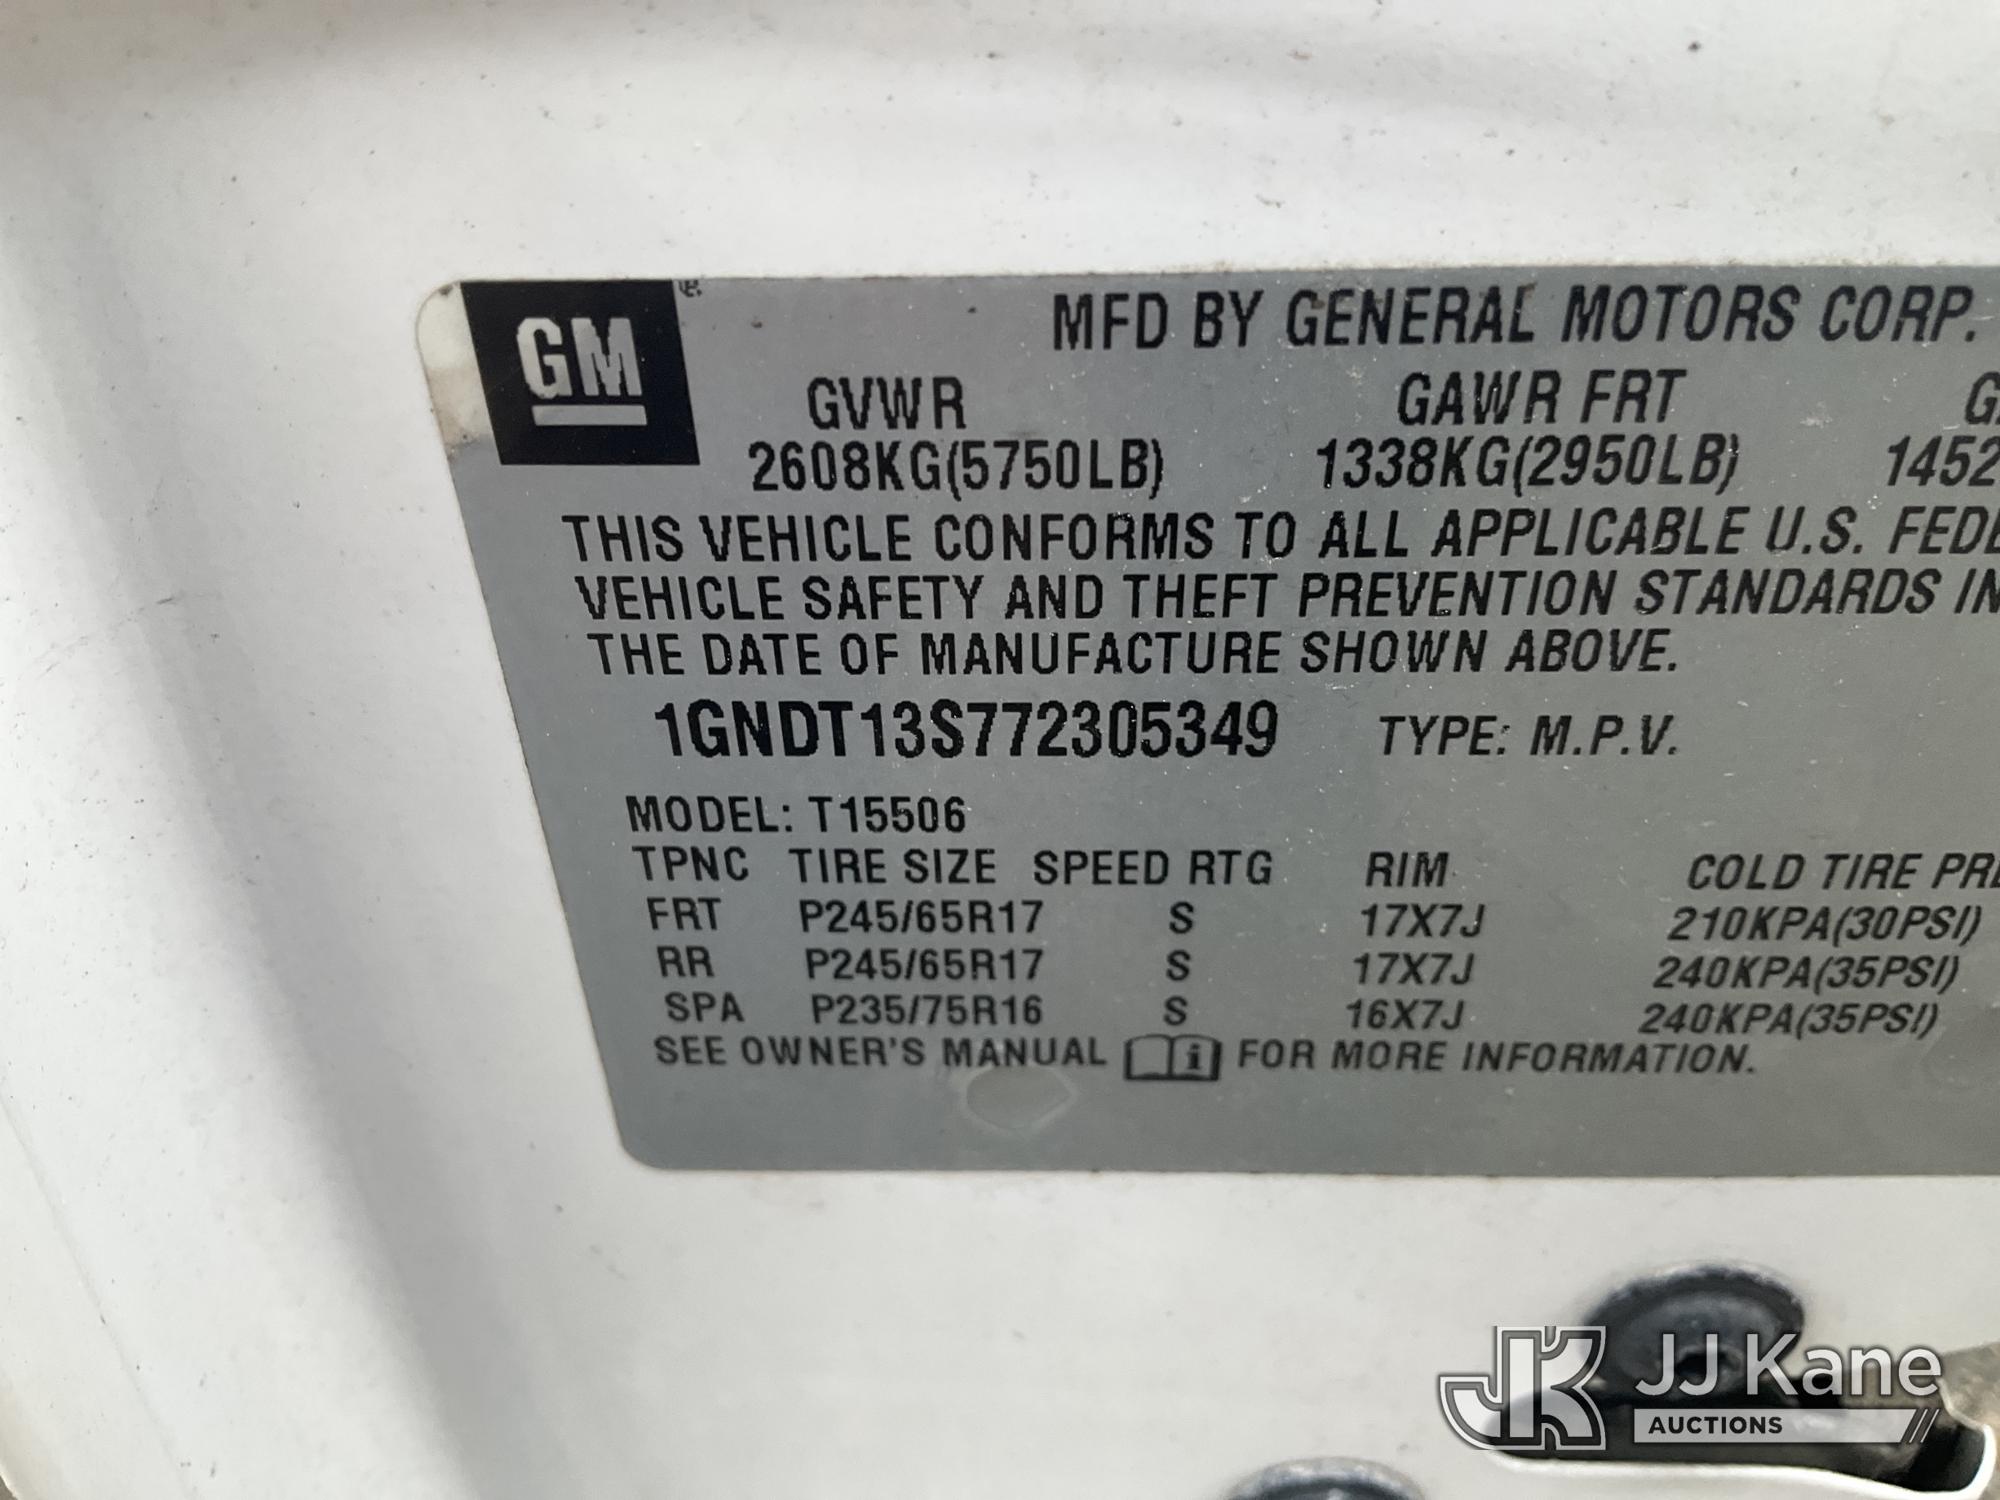 GM
MFD BY GENERAL MOTORS CORP.
GVWR GAWR FRT
2608KG(5750LB) 1338KG(2950LB) 1452
THIS VEHICLE CONFORMS TO ALL APPLICABLE U.S.
VEHICLE SAFETY AND THEFT PREVENTION STANDARDS IN
THE DATE OF MANUFACTURE SHOWN ABOVE.
1GNDT13S772305349 TYPE: M.P.V.
MODEL: T15506
TPNC TIRE SIZE SPEED RTG RIM COLD TIRE
FRT P245/65R17 S 17X7J 210KPA(30PSI)
RR P245/65R17 S 17X7J 240KPA(35PSI)
SPA P235/75R16 S 16X7J 240KPA(35PSI)
SEE OWNER'S MANUAL i FOR MORE INFORMATION.
JK JJ Kane
AUCTIONS